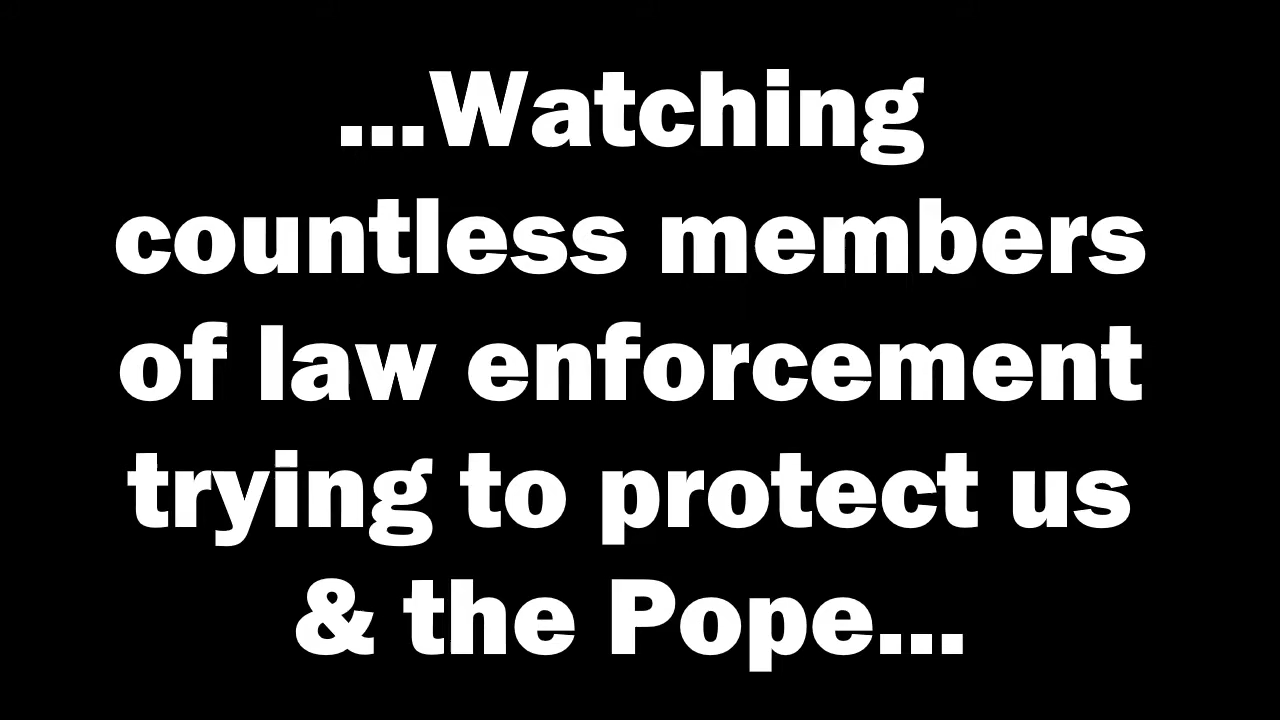 ...Watching
countless members
of law enforcement
trying to protect us
& the Pope...